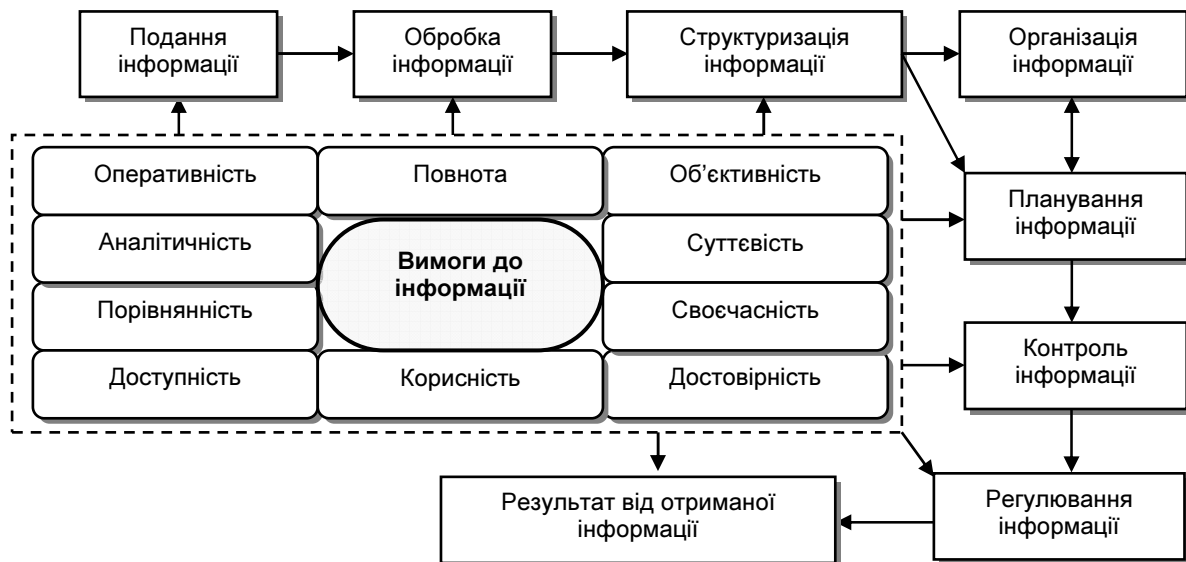 Подання
інформації
Обробка
інформації
Структуризація
інформації
Організація
інформації
Оперативність
Повнота
Об’єктивність
Планування
інформації
Аналітичність
Вимоги до
інформації
Суттєвість
Порівнянність
Своєчасність
Контроль
інформації
Доступність
Корисність
Достовірність
Результат від отриманої
інформації
Регулювання
інформації